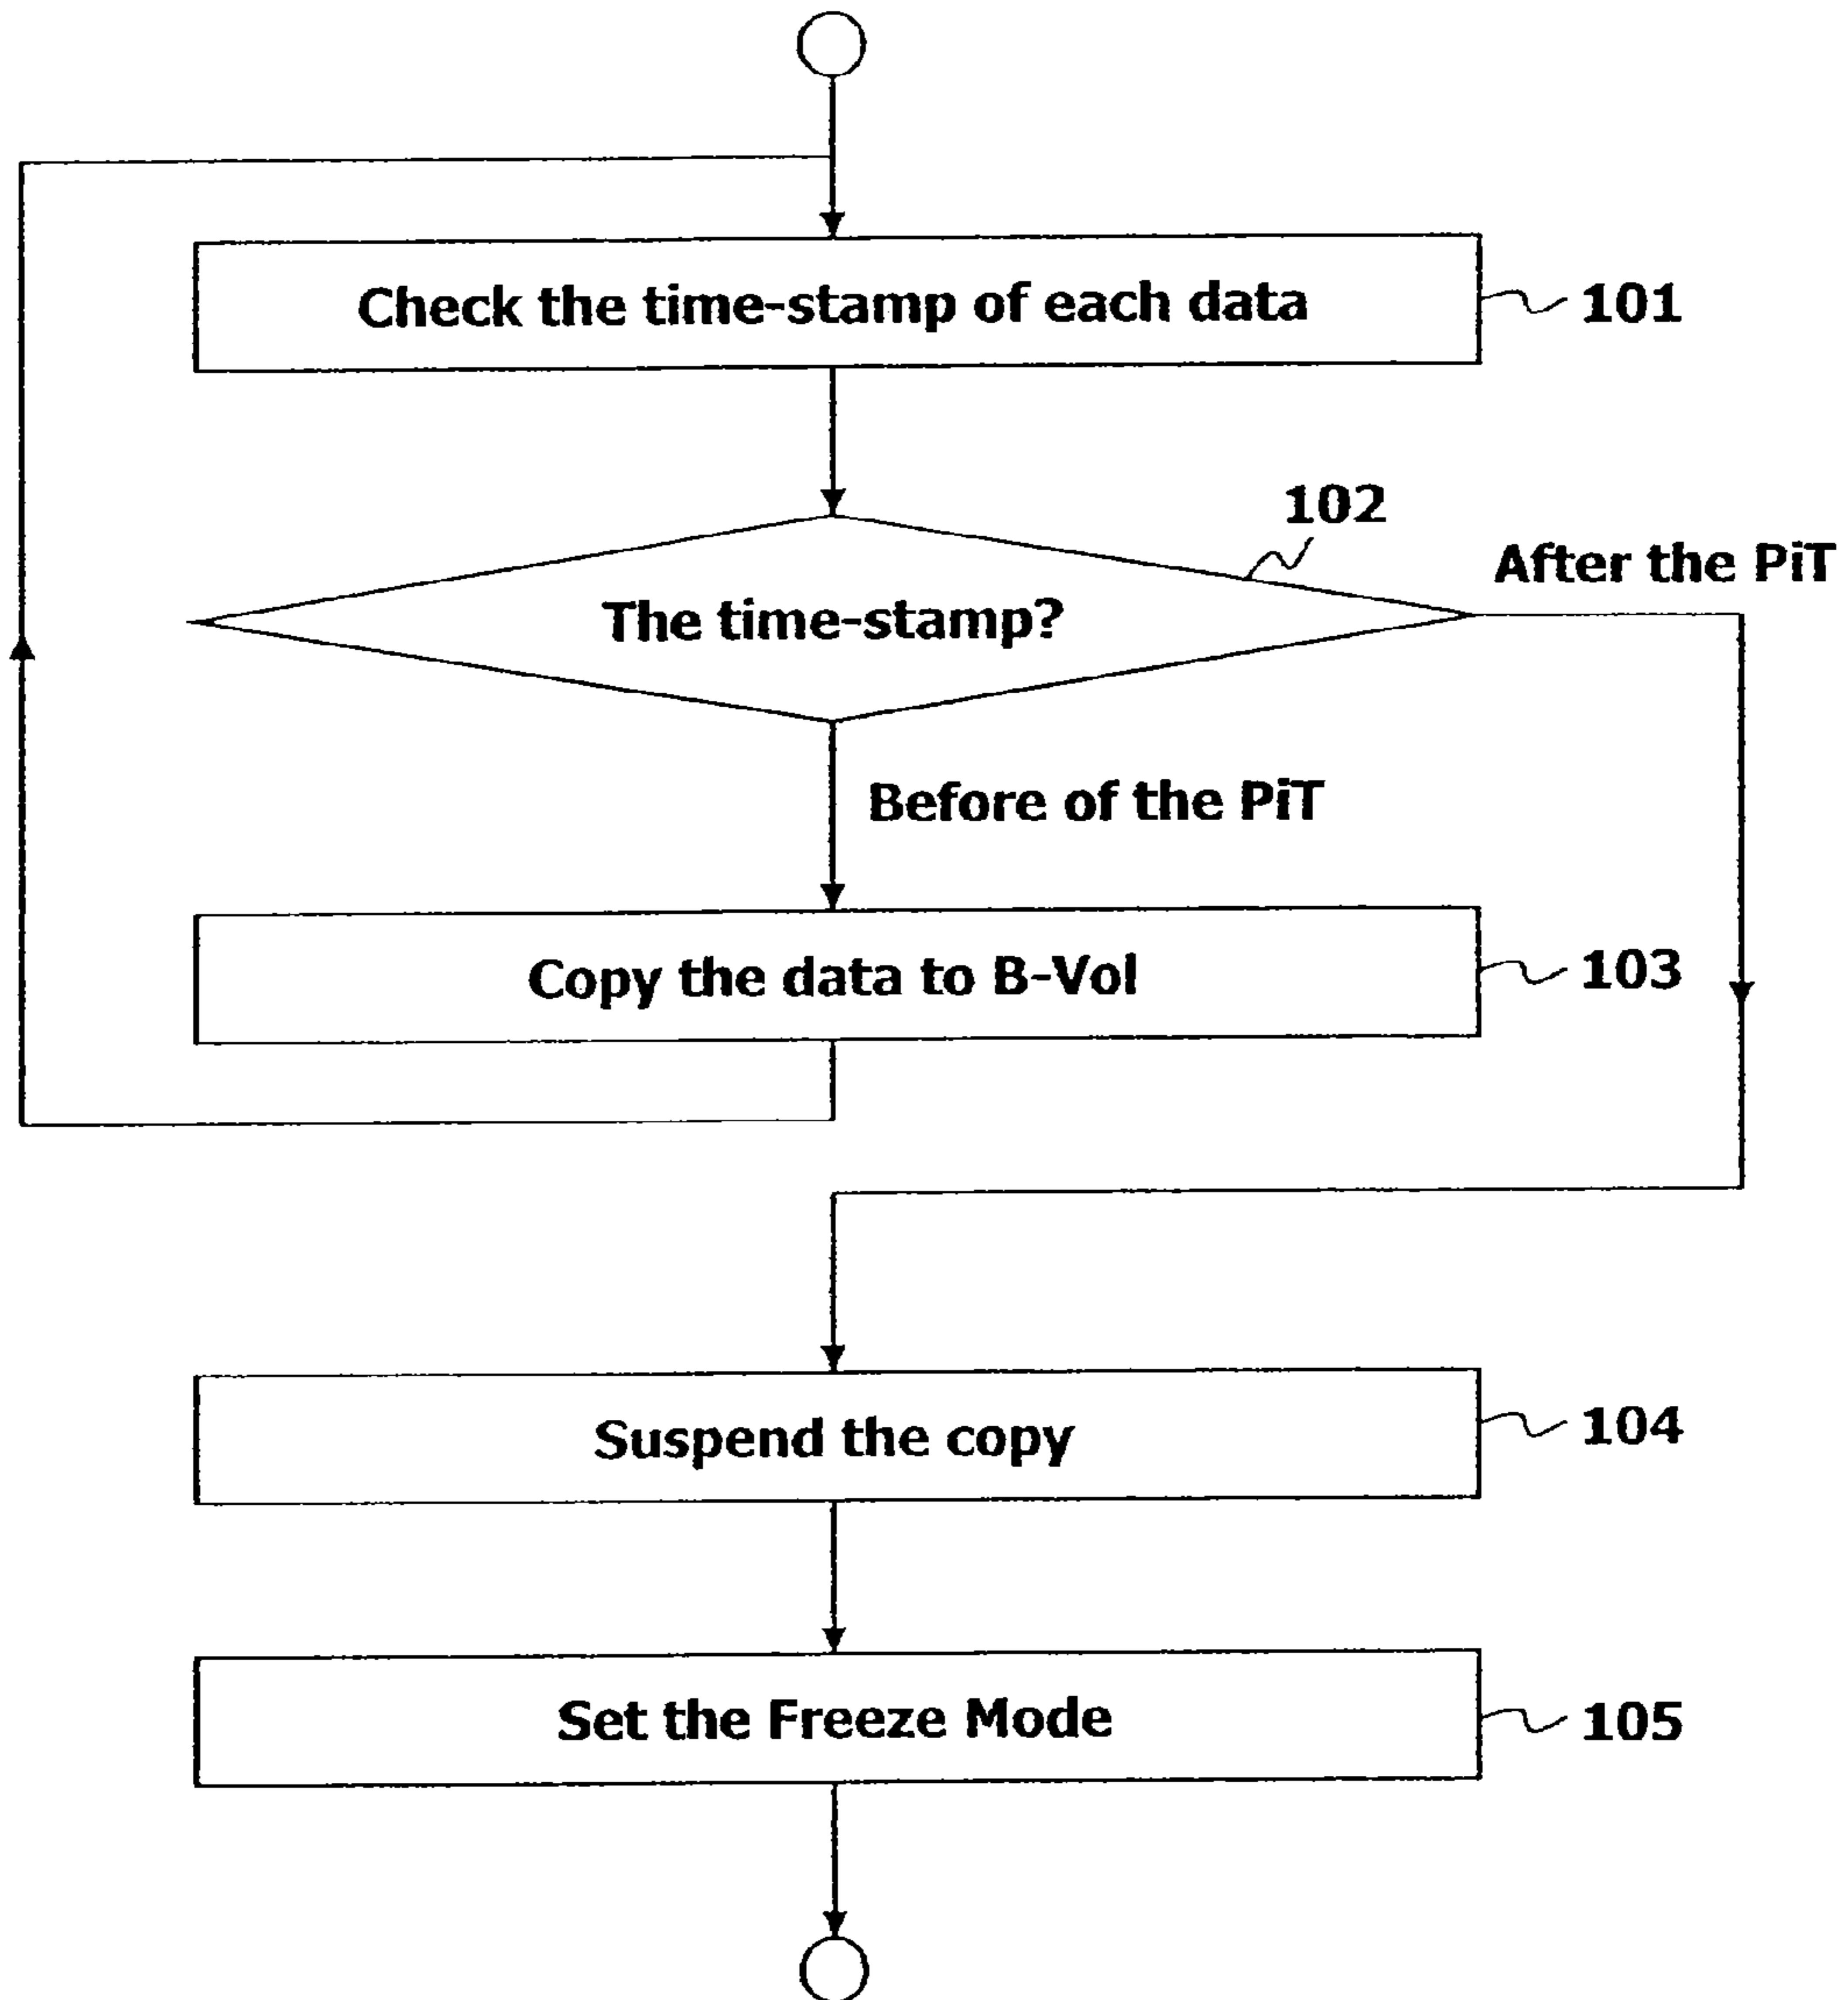 Check the time-stamp of each data
101
102
After the PiT
The time-stamp?
Before of the PiT
Copy the data to B-Vol
103
Suspend the copy
104
Set the Freeze Mode
105